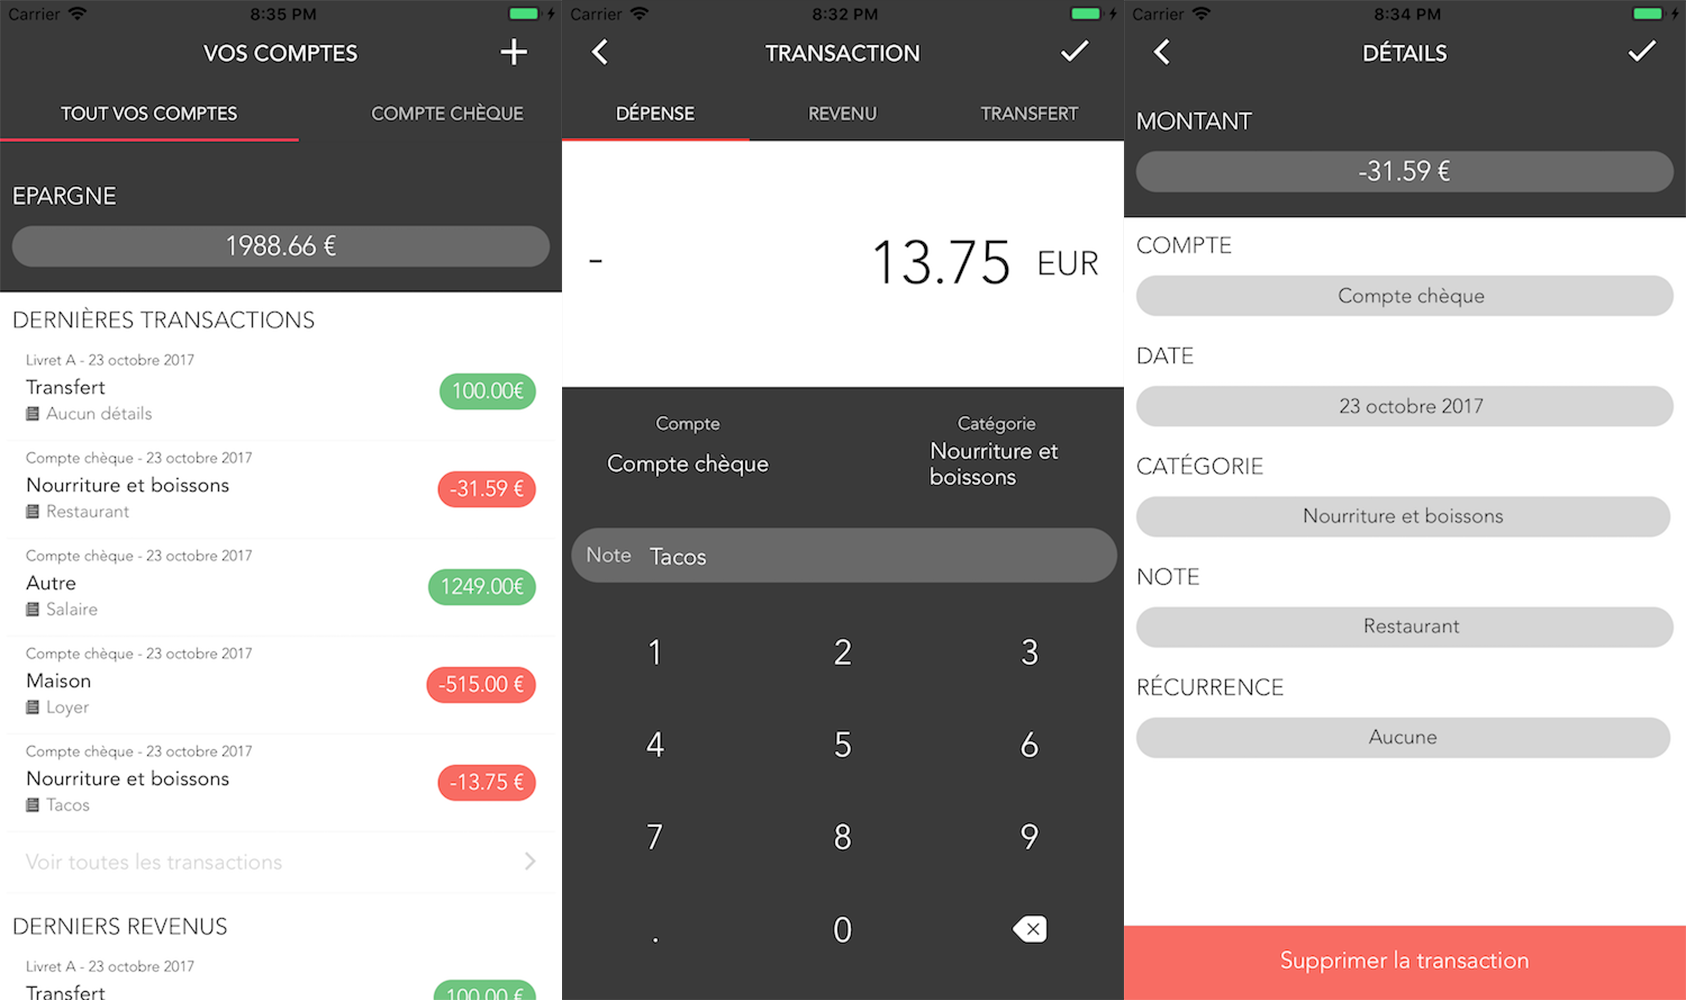 Carrier
8:35 PM
VOS COMPTES
TOUT VOS COMPTES
COMPTE CHÈQUE
EPARGNE
1988.66 €
DERNIÈRES TRANSACTIONS
Livret A - 23 octobre 2017
Transfert
100.00€
Aucun détails
Compte chèque - 23 octobre 2017
Nourriture et boissons
-31.59 €
Restaurant
Compte chèque - 23 octobre 2017
Autre
1249.00€
Salaire
Compte chèque - 23 octobre 2017
Maison
-515.00 €
Loyer
Compte chèque - 23 octobre 2017
Nourriture et boissons
-13.75 €
Tacos
Voir toutes les transactions
DERNIERS REVENUS
Livret A - 23 octobre 2017
Transfert
100.00 €
Carrier
8:32 PM
TRANSACTION
DÉPENSE
REVENU
TRANSFERT
- 13.75 EUR
Compte
Compte chèque
Catégorie
Nourriture et
boissons
Note Tacos
1 2 3
4 5 6
7 8 9
. 0
Carrier
8:34 PM
DÉTAILS
MONTANT
-31.59 €
COMPTE
Compte chèque
DATE
23 octobre 2017
CATÉGORIE
Nourriture et boissons
NOTE
Restaurant
RÉCURRENCE
Aucune
Supprimer la transaction